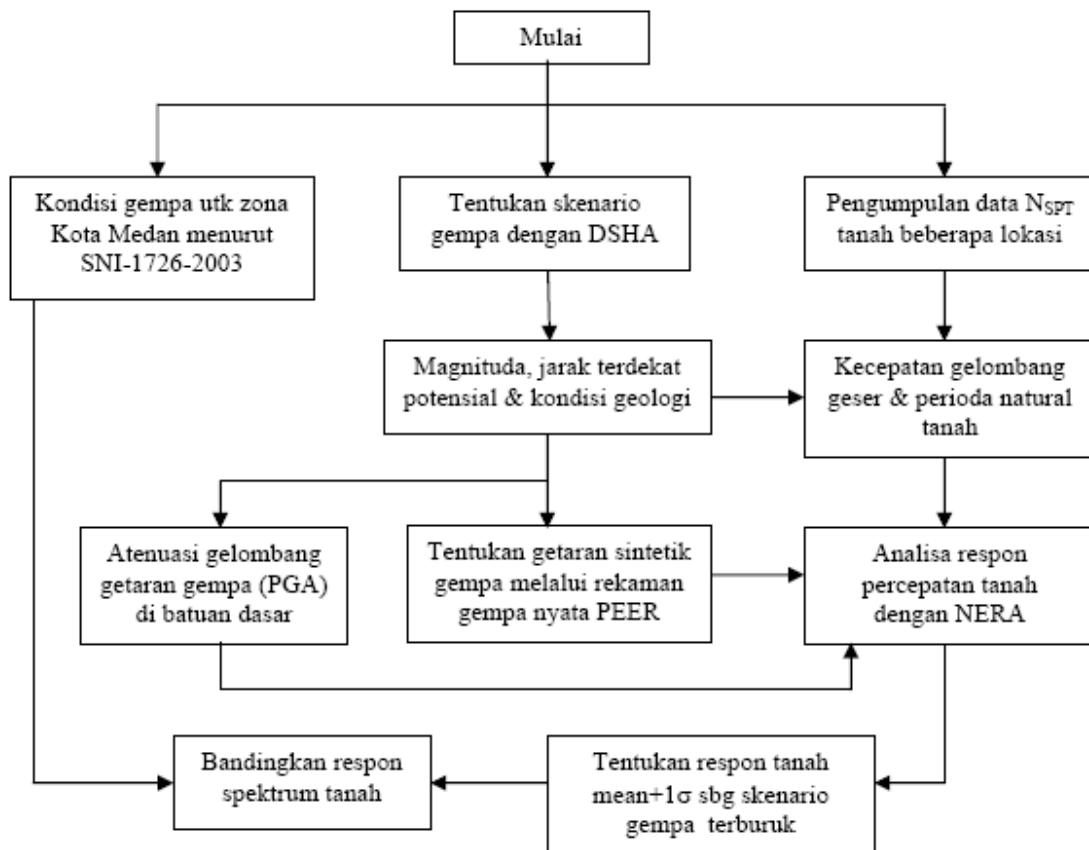 Mulai
Kondisi gempa utk zona
Kota Medan menurut
SNI-1726-2003
Tentukan skenario
gempa dengan DSHA
Pengumpulan data N_SPT
tanah beberapa lokasi
Magnituda, jarak terdekat
potensial & kondisi geologi
Kecepatan gelombang
geser & perioda natural
tanah
Atenuasi gelombang
getaran gempa (PGA)
di batuan dasar
Tentukan getaran sintetik
gempa melalui rekaman
gempa nyata PEER
Analisa respon
percepatan tanah
dengan NERA
Bandingkan respon
spektrum tanah
Tentukan respon tanah
mean+1σ sbg skenario
gempa terburuk